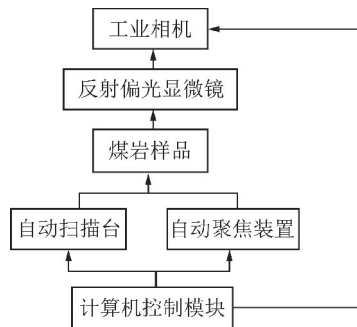 工业相机
反射偏光显微镜
煤岩样品
自动扫描台
自动聚焦装置
计算机控制模块